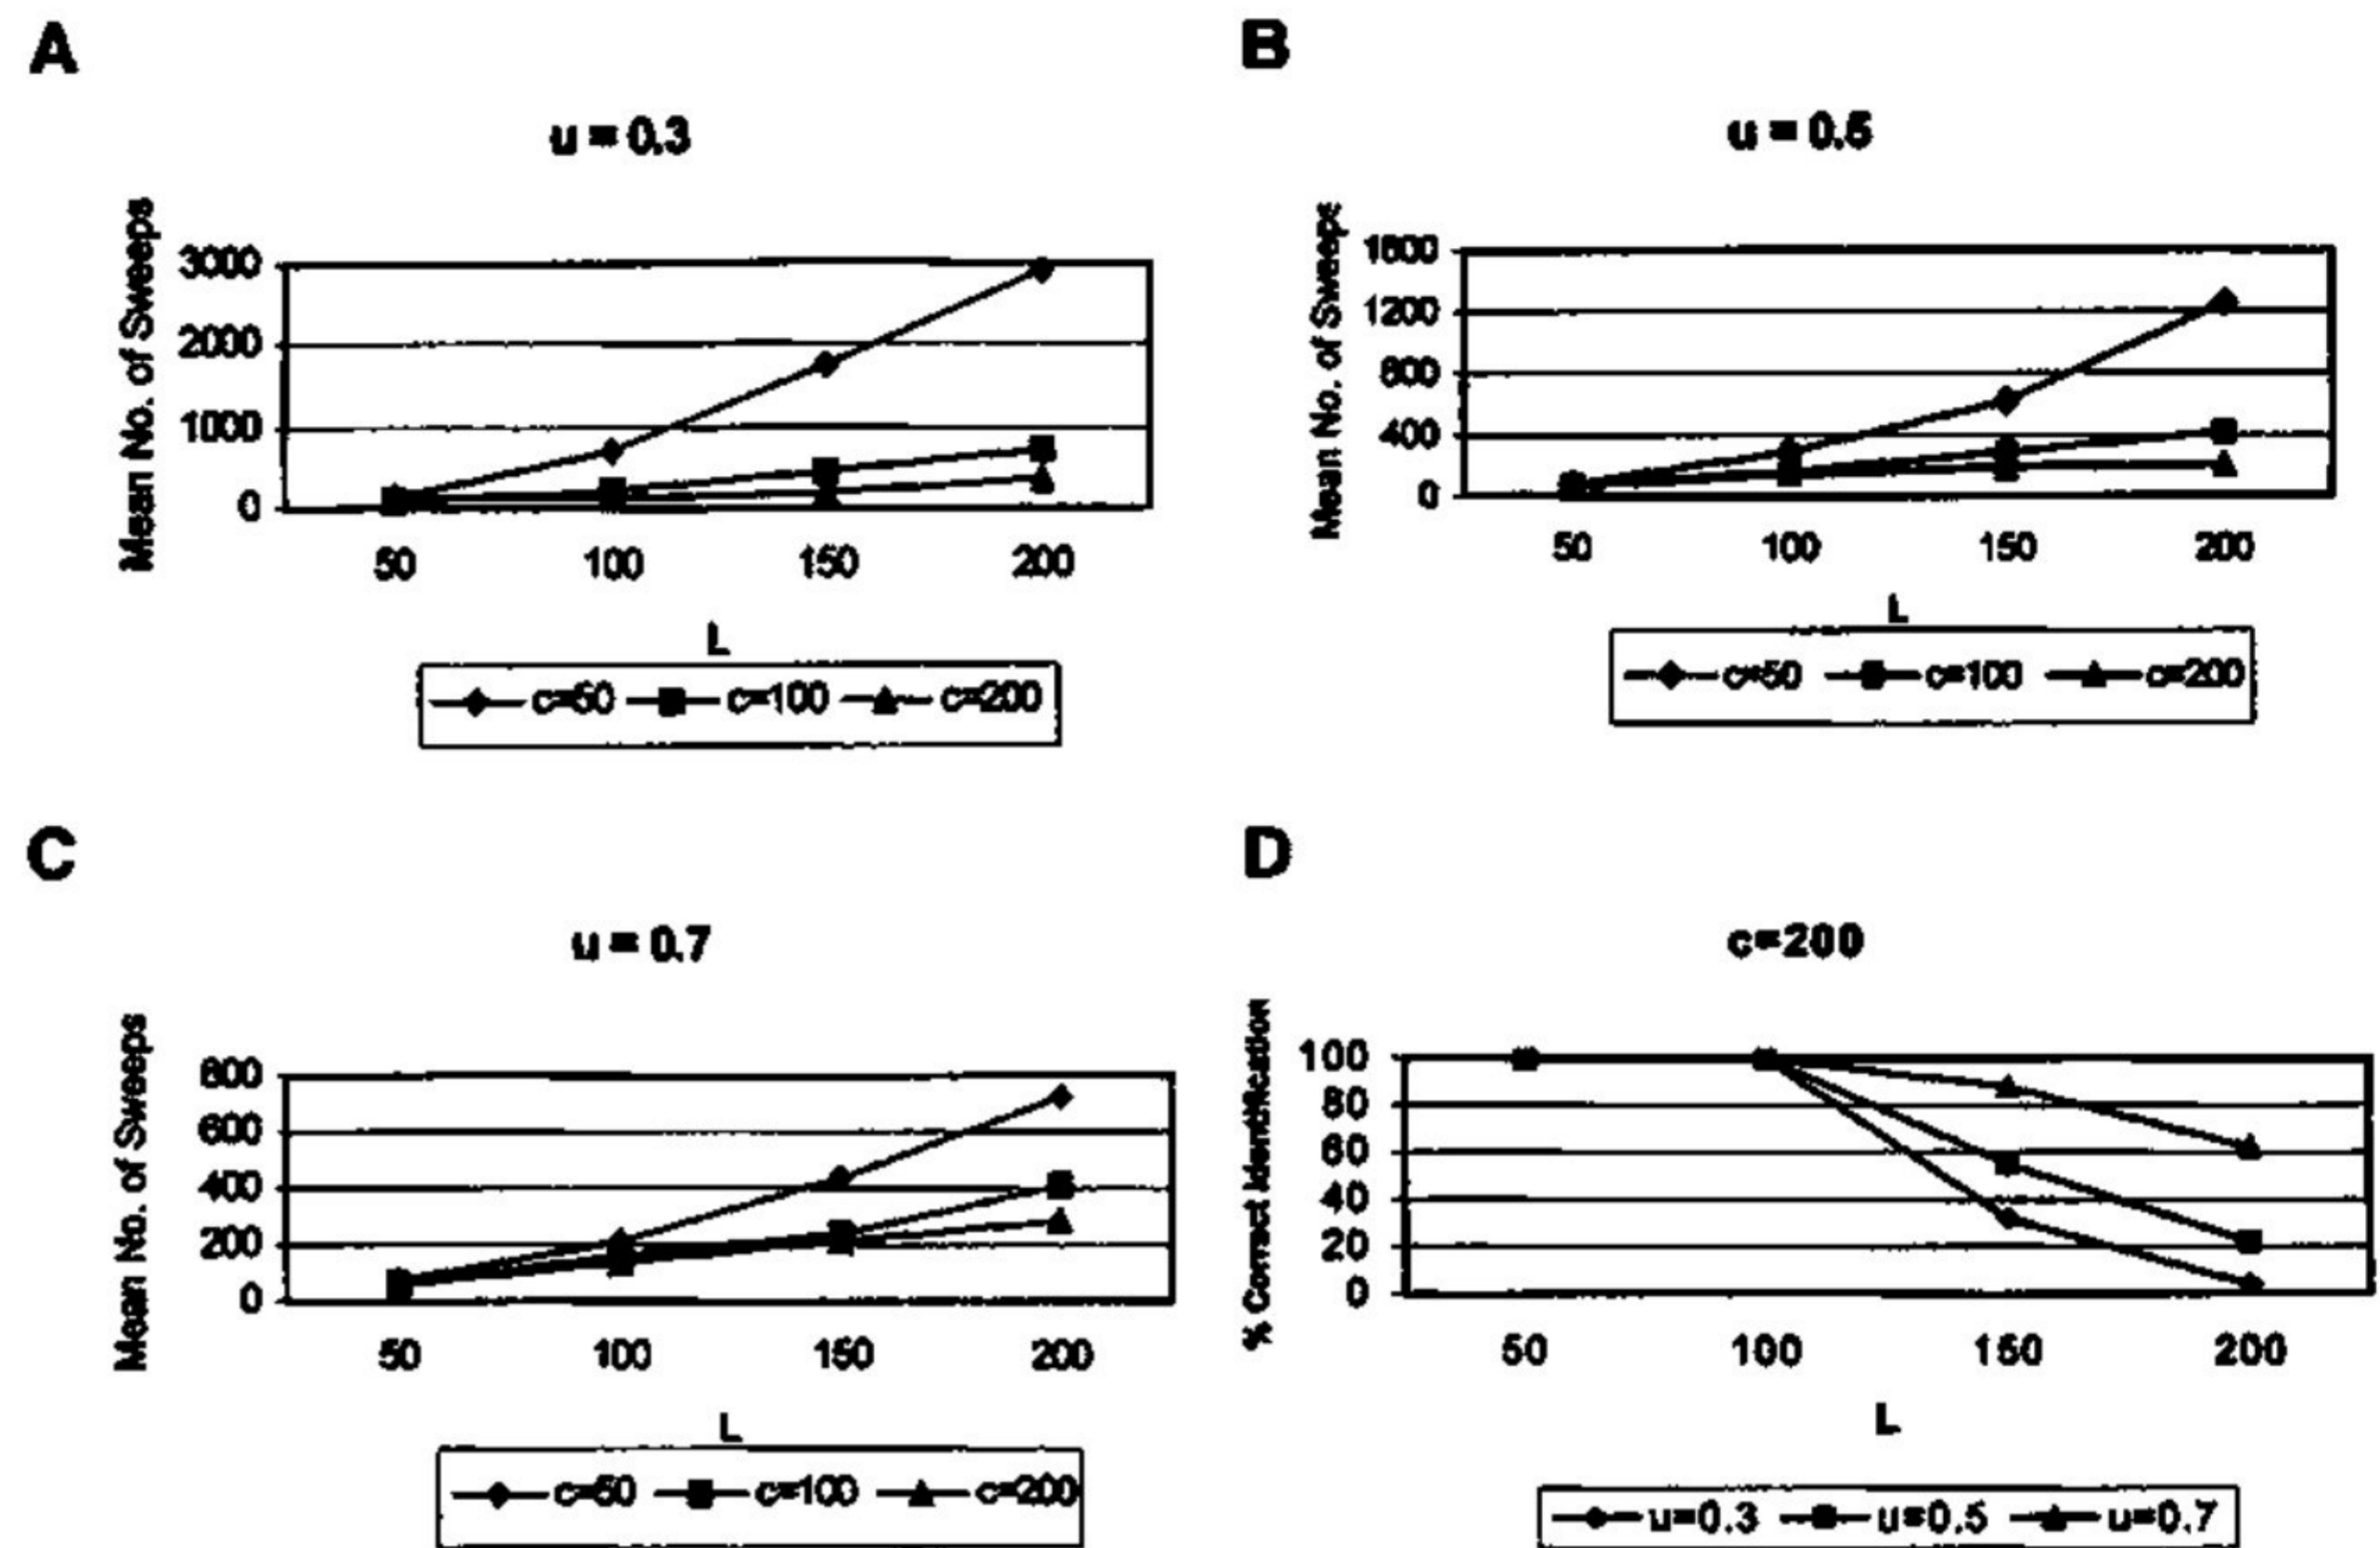 A
u = 0.3
Mean No. of Sweeps
3000
2000
1000
0
50 100 150 200
L
c=50 c=100 c=200
B
u = 0.5
Mean No. of Sweeps
1600
1200
800
400
0
50 100 150 200
L
c=50 c=100 c=200
C
u = 0.7
Mean No. of Sweeps
800
600
400
200
0
50 100 150 200
L
c=50 c=100 c=200
D
c=200
% Correct Identification
100
80
60
40
20
0
50 100 150 200
L
u=0.3 u=0.5 u=0.7